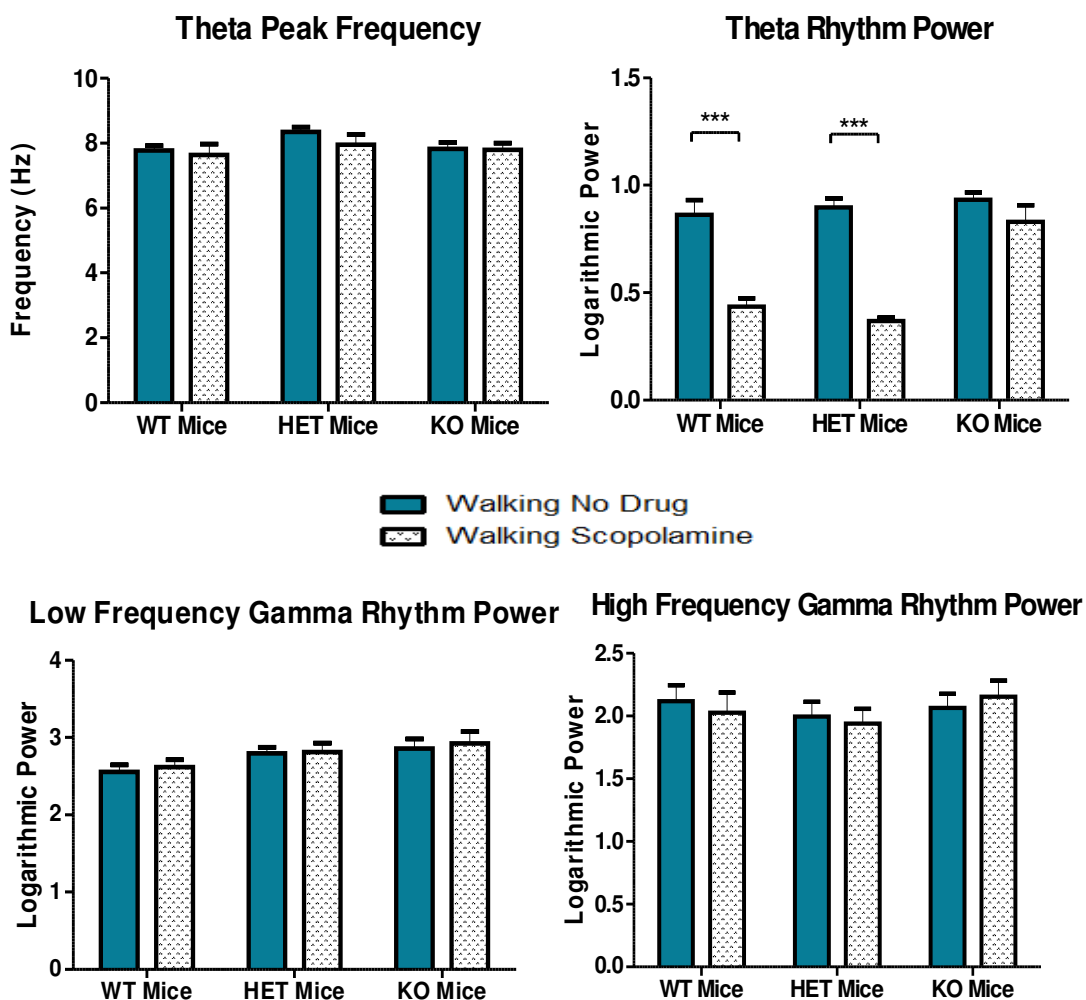 Theta Peak Frequency
Frequency (Hz)
10
8
6
4
2
0
WT Mice HET Mice KO Mice
Theta Rhythm Power
Logarithmic Power
1.5
1.0
0.5
0.0
*** ***
WT Mice HET Mice KO Mice
Walking No Drug
Walking Scopolamine
Low Frequency Gamma Rhythm Power
Logarithmic Power
4
3
2
1
0
WT Mice HET Mice KO Mice
High Frequency Gamma Rhythm Power
Logarithmic Power
2.5
2.0
1.5
1.0
0.5
0.0
WT Mice HET Mice KO Mice